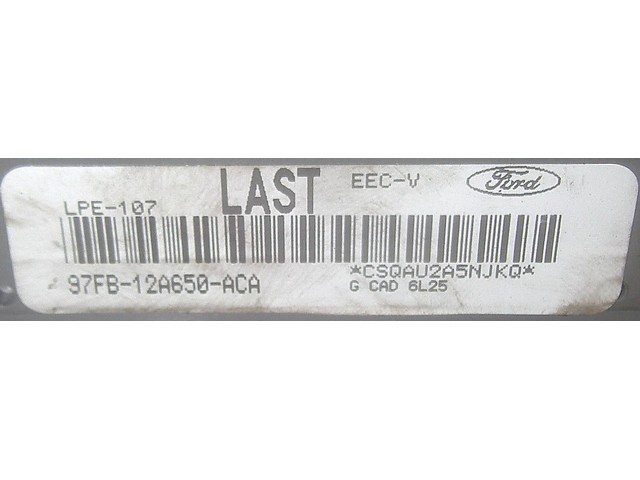 LAST EEC-V Ford
LPE-107
*CSQAU2A5NJKQ*
97FB-12A650-ACA
G CAD 6L25